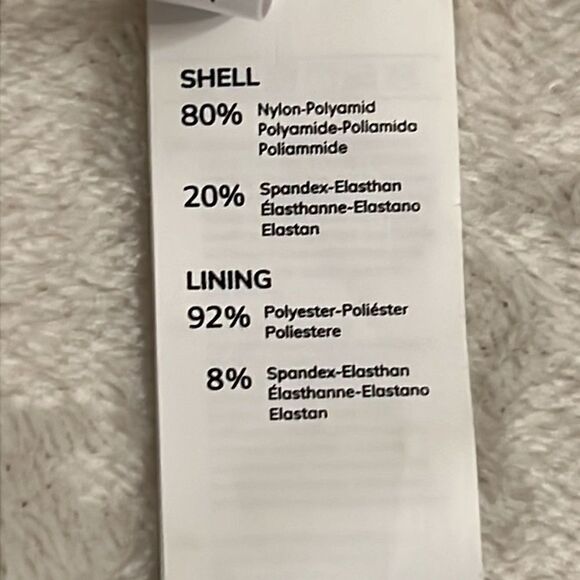 SHELL
80% Nylon-Polyamid
Polyamide-Poliamida
Poliammide
20% Spandex-Elasthan
Élasthanne-Elastano
Elastan
LINING
92% Polyester-Poliéster
Poliestere
8% Spandex-Elasthan
Élasthanne-Elastano
Elastan